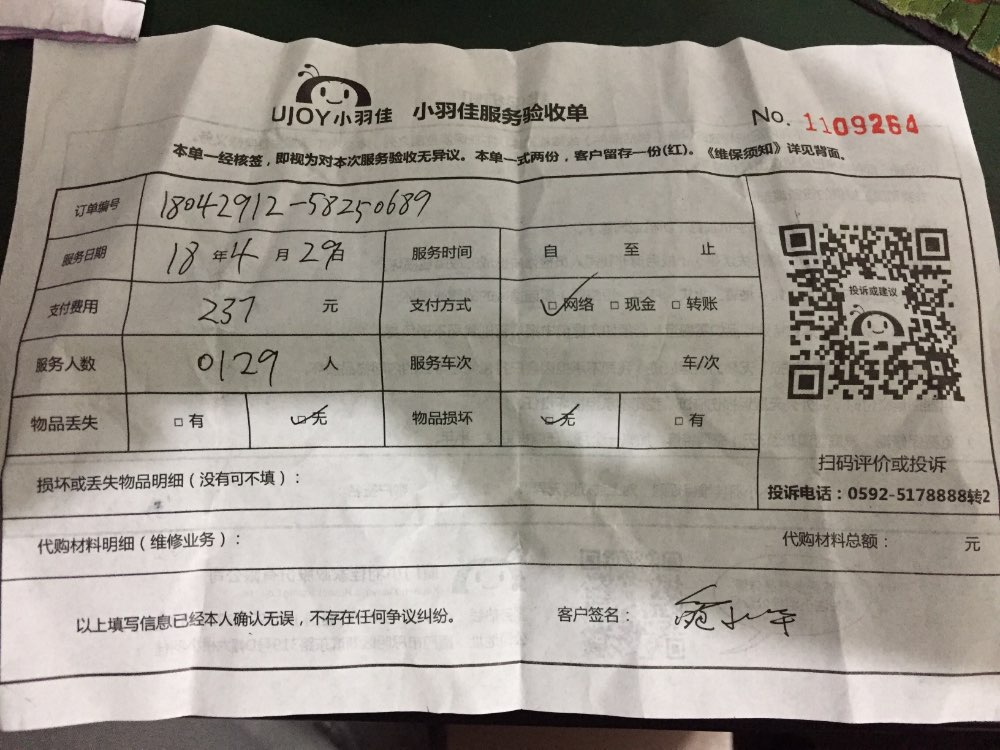 UJOY小羽佳 小羽佳服务验收单 No. 1109264
本单一经核签，即视为对本次服务验收无异议。本单一式两份，客户留存一份(红)。《维保须知》详见背面。
订单编号 18042912-58250689
服务日期 18年4月29日 服务时间 自 至 止
支付费用 237 元 支付方式 ☑网络 □现金 □转账
服务人数 0129 人 服务车次 车/次
物品丢失 □有 ☑无 物品损坏 ☑无 □有
投诉或建议
扫码评价或投诉
投诉电话：0592-5178888转2
损坏或丢失物品明细（没有可不填）：
代购材料明细（维修业务）： 代购材料总额： 元
以上填写信息已经本人确认无误，不存在任何争议纠纷。 客户签名：